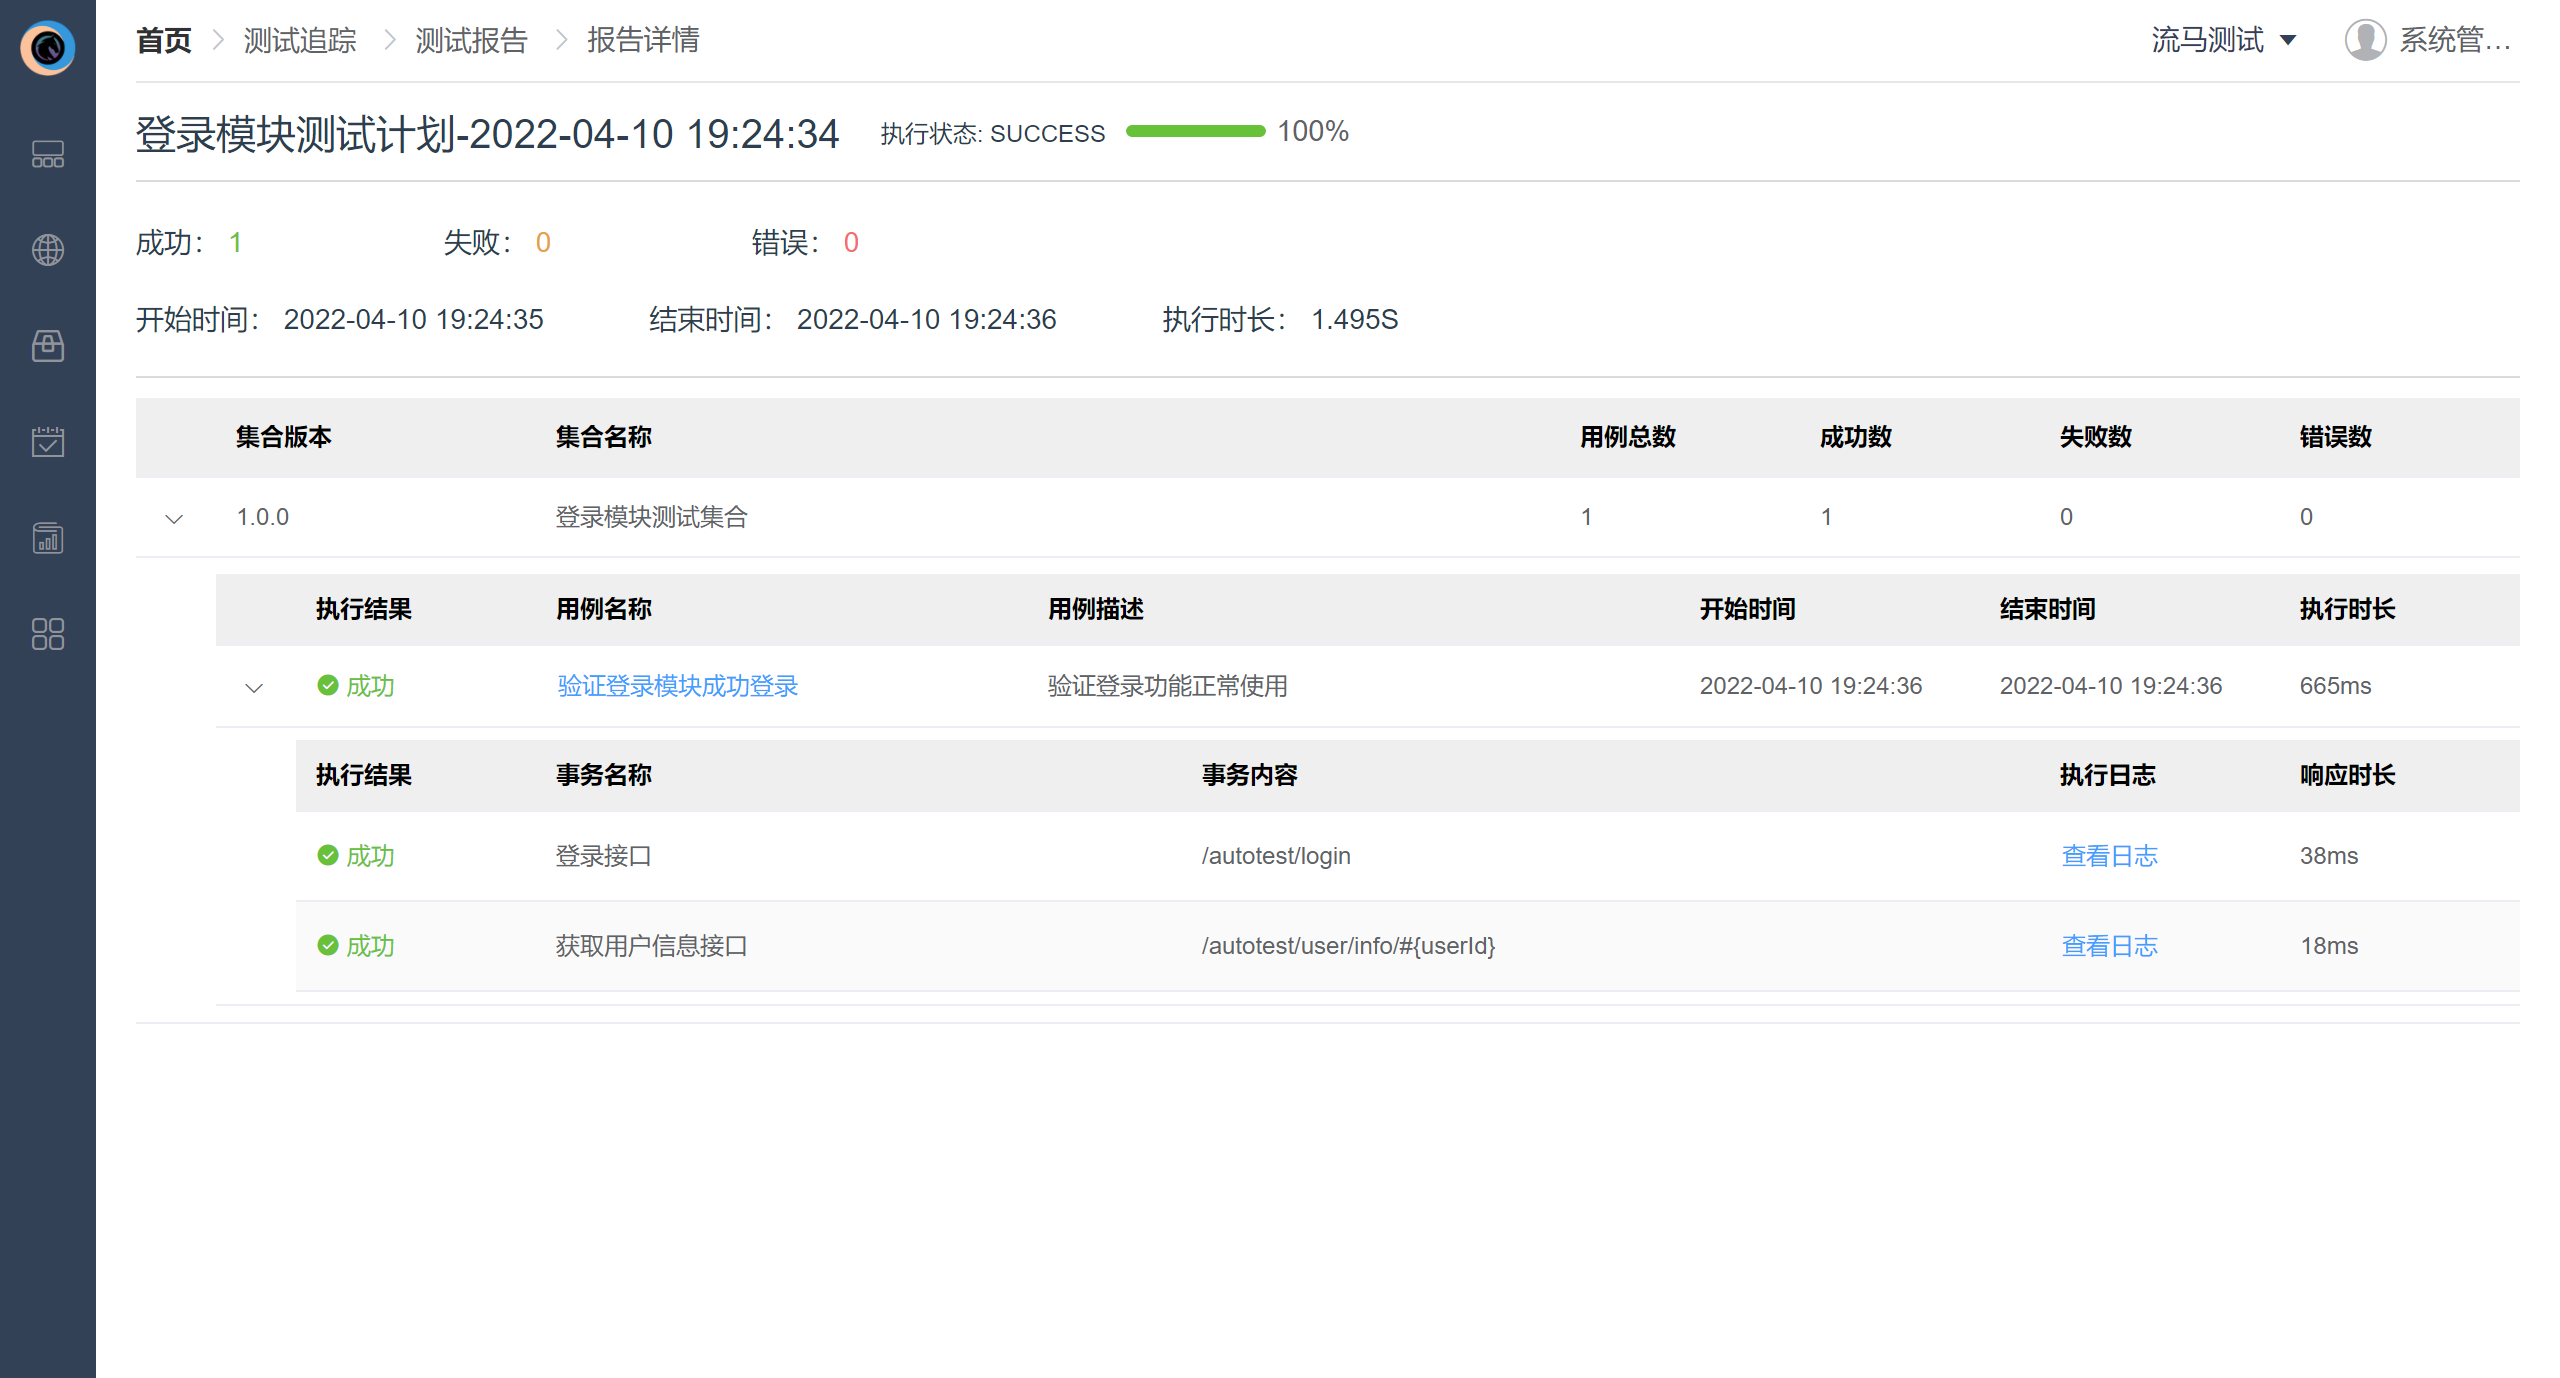 首页 测试追踪 测试报告 报告详情 流马测试 系统管...
登录模块测试计划-2022-04-10 19:24:34 执行状态: SUCCESS 100%
成功： 1 失败： 0 错误： 0
开始时间： 2022-04-10 19:24:35 结束时间： 2022-04-10 19:24:36 执行时长： 1.495S
集合版本 集合名称 用例总数 成功数 失败数 错误数
1.0.0 登录模块测试集合 1 1 0 0
执行结果 用例名称 用例描述 开始时间 结束时间 执行时长
成功 验证登录模块成功登录 验证登录功能正常使用 2022-04-10 19:24:36 2022-04-10 19:24:36 665ms
执行结果 事务名称 事务内容 执行日志 响应时长
成功 登录接口 /autotest/login 查看日志 38ms
成功 获取用户信息接口 /autotest/user/info/#{userId} 查看日志 18ms